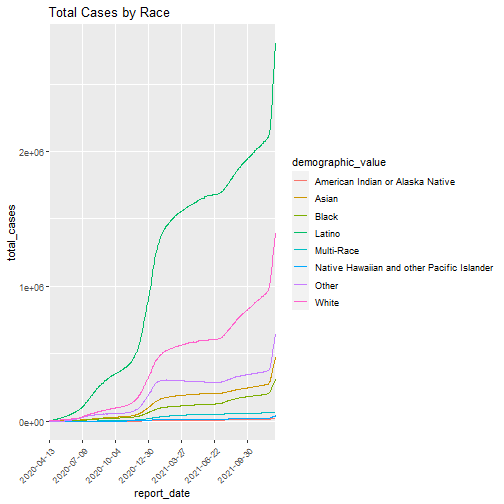 Total Cases by Race
total_cases
2e+06
1e+06
0e+00
2020-04-13
2020-07-09
2020-10-04
2020-12-30
2021-03-27
2021-06-22
2021-09-30
report_date
demographic_value
American Indian or Alaska Native
Asian
Black
Latino
Multi-Race
Native Hawaiian and other Pacific Islander
Other
White